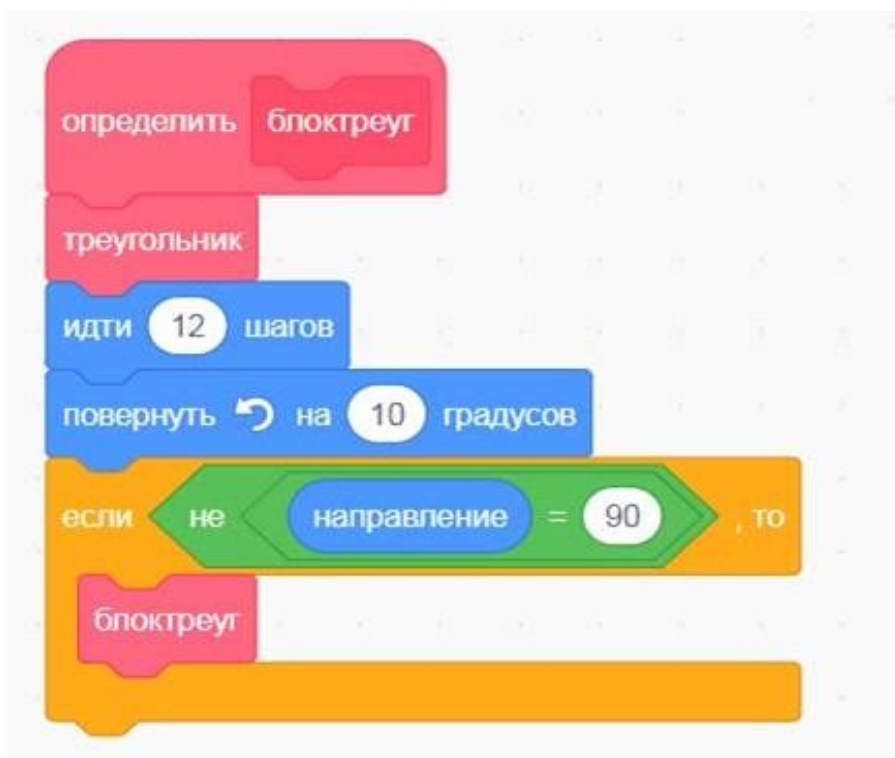 определить блоктреуг
треугольник
идти 12 шагов
повернуть на 10 градусов
если не направление = 90 , то
блоктреуг